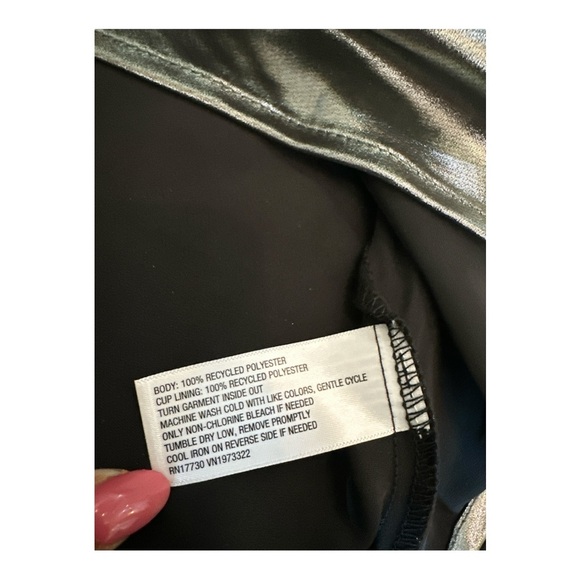 BODY: 100% RECYCLED POLYESTER
CUP LINING: 100% RECYCLED POLYESTER
TURN GARMENT INSIDE OUT
MACHINE WASH COLD WITH LIKE COLORS, GENTLE CYCLE
ONLY NON-CHLORINE BLEACH IF NEEDED
TUMBLE DRY LOW, REMOVE PROMPTLY
COOL IRON ON REVERSE SIDE IF NEEDED
RN17730 VN1973322